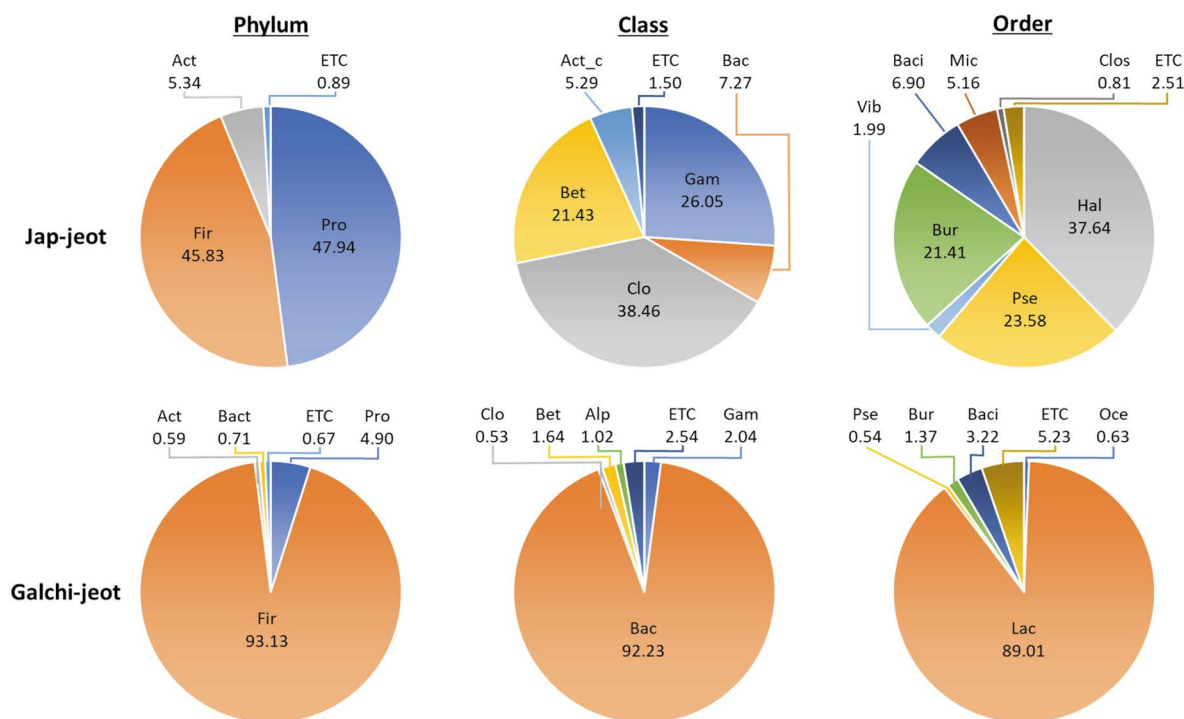 Phylum
Class
Order
Act
5.34
ETC
0.89
Pro
47.94
Fir
45.83
Act_c
5.29
ETC
1.50
Bac
7.27
Gam
26.05
Bet
21.43
Clo
38.46
Baci
6.90
Mic
5.16
Clos
0.81
ETC
2.51
Vib
1.99
Hal
37.64
Bur
21.41
Pse
23.58
Jap-jeot
Act
0.59
Bact
0.71
ETC
0.67
Pro
4.90
Fir
93.13
Clo
0.53
Bet
1.64
Alp
1.02
ETC
2.54
Gam
2.04
Bac
92.23
Pse
0.54
Bur
1.37
Baci
3.22
ETC
5.23
Oce
0.63
Lac
89.01
Galchi-jeot